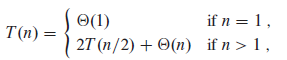 T(n) = { Θ(1) if n = 1 ,
2T(n/2) + Θ(n) if n > 1 ,